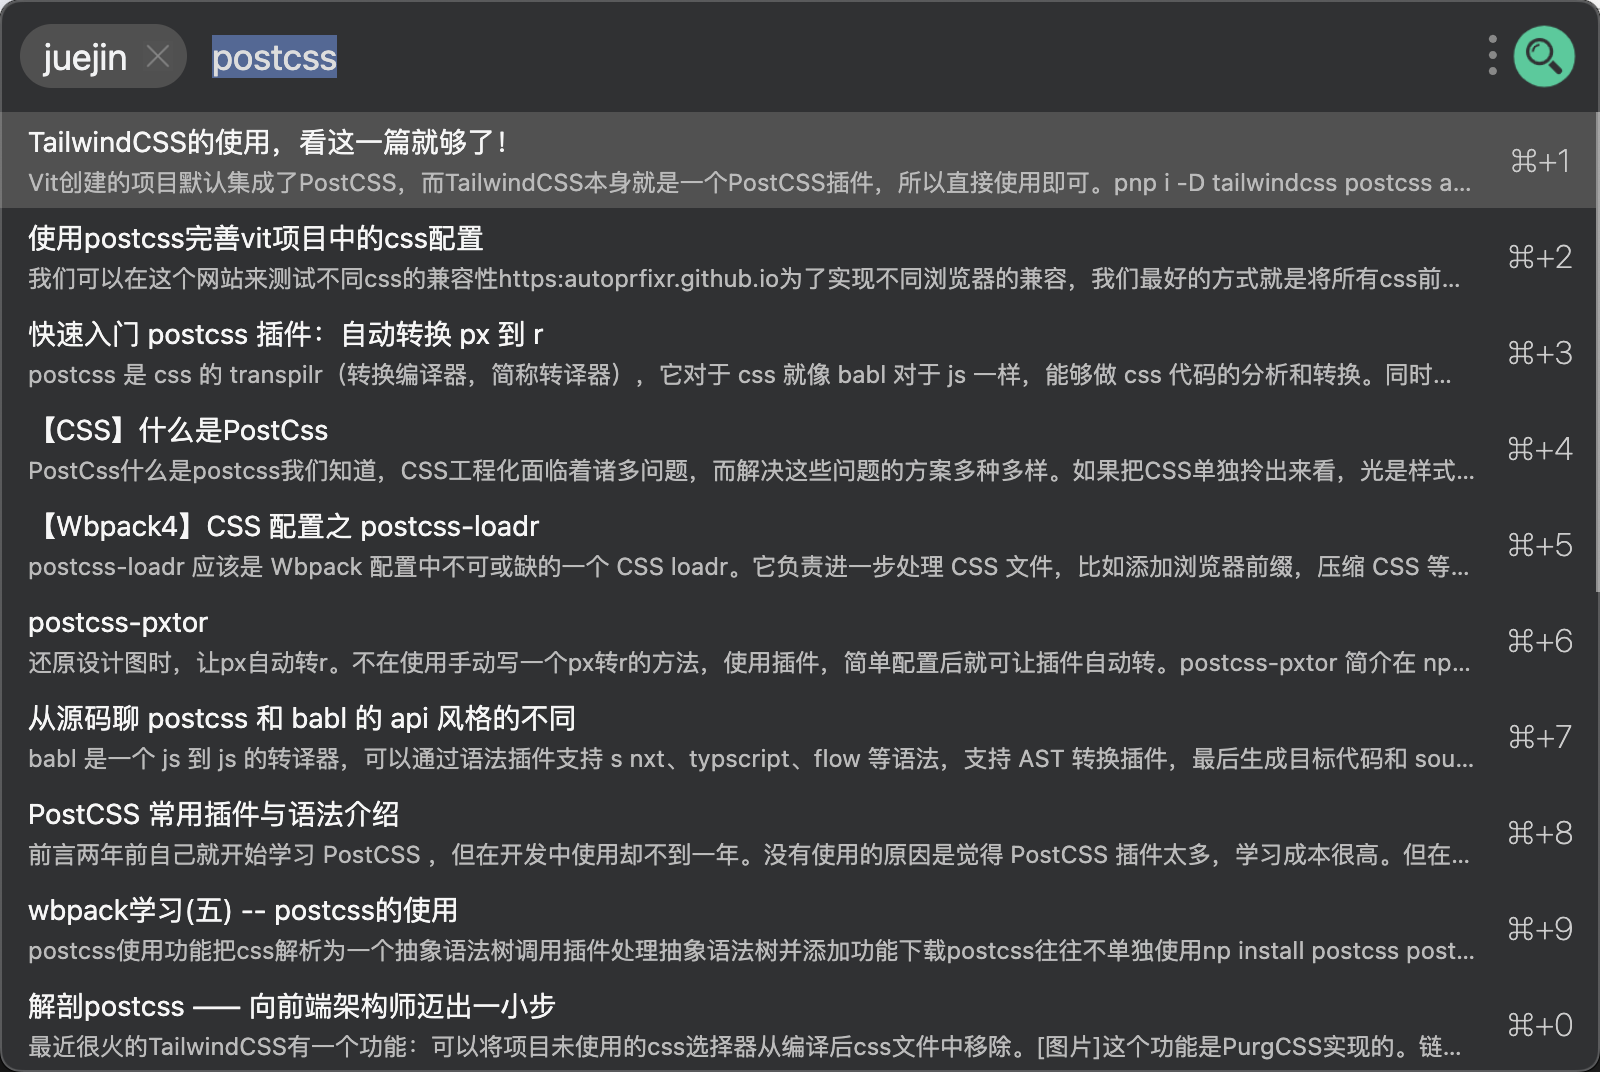 juejin postcss
TailwindCSS的使用，看这一篇就够了！
Vit创建的项目默认集成了PostCSS，而TailwindCSS本身就是一个PostCSS插件，所以直接使用即可。pnp i -D tailwindcss postcss a...
⌘+1
使用postcss完善vit项目中的css配置
我们可以在这个网站来测试不同css的兼容性https:autoprfixr.github.io为了实现不同浏览器的兼容，我们最好的方式就是将所有css前...
⌘+2
快速入门 postcss 插件：自动转换 px 到 r
postcss 是 css 的 transpilr（转换编译器，简称转译器），它对于 css 就像 babl 对于 js 一样，能够做 css 代码的分析和转换。同时...
⌘+3
【CSS】什么是PostCss
PostCss什么是postcss我们知道，CSS工程化面临着诸多问题，而解决这些问题的方案多种多样。如果把CSS单独拎出来看，光是样式...
⌘+4
【Wbpack4】CSS 配置之 postcss-loadr
postcss-loadr 应该是 Wbpack 配置中不可或缺的一个 CSS loadr。它负责进一步处理 CSS 文件，比如添加浏览器前缀，压缩 CSS 等...
⌘+5
postcss-pxtor
还原设计图时，让px自动转r。不在使用手动写一个px转r的方法，使用插件，简单配置后就可让插件自动转。postcss-pxtor 简介在 np...
⌘+6
从源码聊 postcss 和 babl 的 api 风格的不同
babl 是一个 js 到 js 的转译器，可以通过语法插件支持 s nxt、typscript、flow 等语法，支持 AST 转换插件，最后生成目标代码和 sou...
⌘+7
PostCSS 常用插件与语法介绍
前言两年前自己就开始学习 PostCSS ，但在开发中使用却不到一年。没有使用的原因是觉得 PostCSS 插件太多，学习成本很高。但在...
⌘+8
wbpack学习(五) -- postcss的使用
postcss使用功能把css解析为一个抽象语法树调用插件处理抽象语法树并添加功能下载postcss往往不单独使用np install postcss post...
⌘+9
解剖postcss —— 向前端架构师迈出一小步
最近很火的TailwindCSS有一个功能：可以将项目未使用的css选择器从编译后css文件中移除。[图片]这个功能是PurgCSS实现的。链...
⌘+0